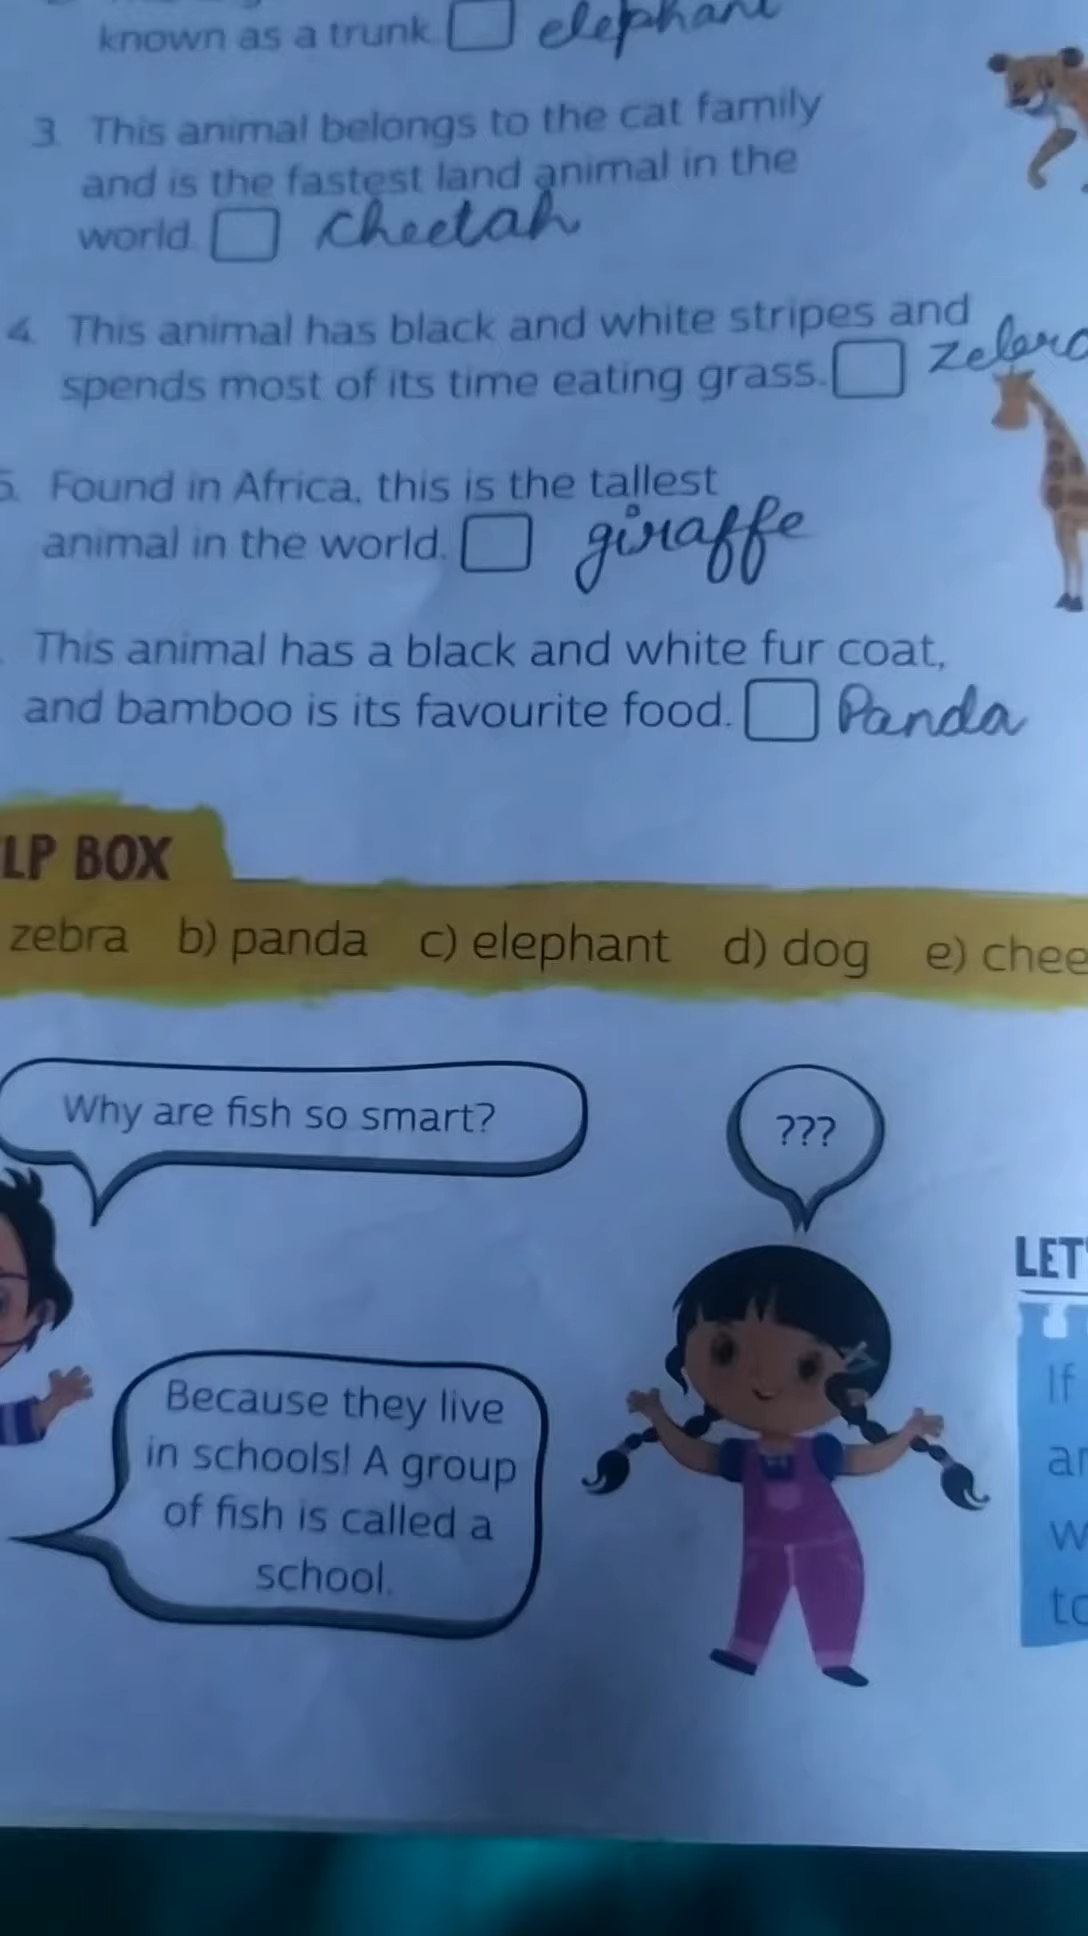 known as a trunk. elephant
3. This animal belongs to the cat family
and is the fastest land animal in the
world. cheetah
4. This animal has black and white stripes and
spends most of its time eating grass.
5. Found in Africa, this is the tallest
animal in the world. giraffe
This animal has a black and white fur coat,
and bamboo is its favourite food. Panda
LP BOX
zebra b) panda c) elephant d) dog e) chee
Why are fish so smart?
???
LET'
If
Because they live
in schools! A group
of fish is called a
school.